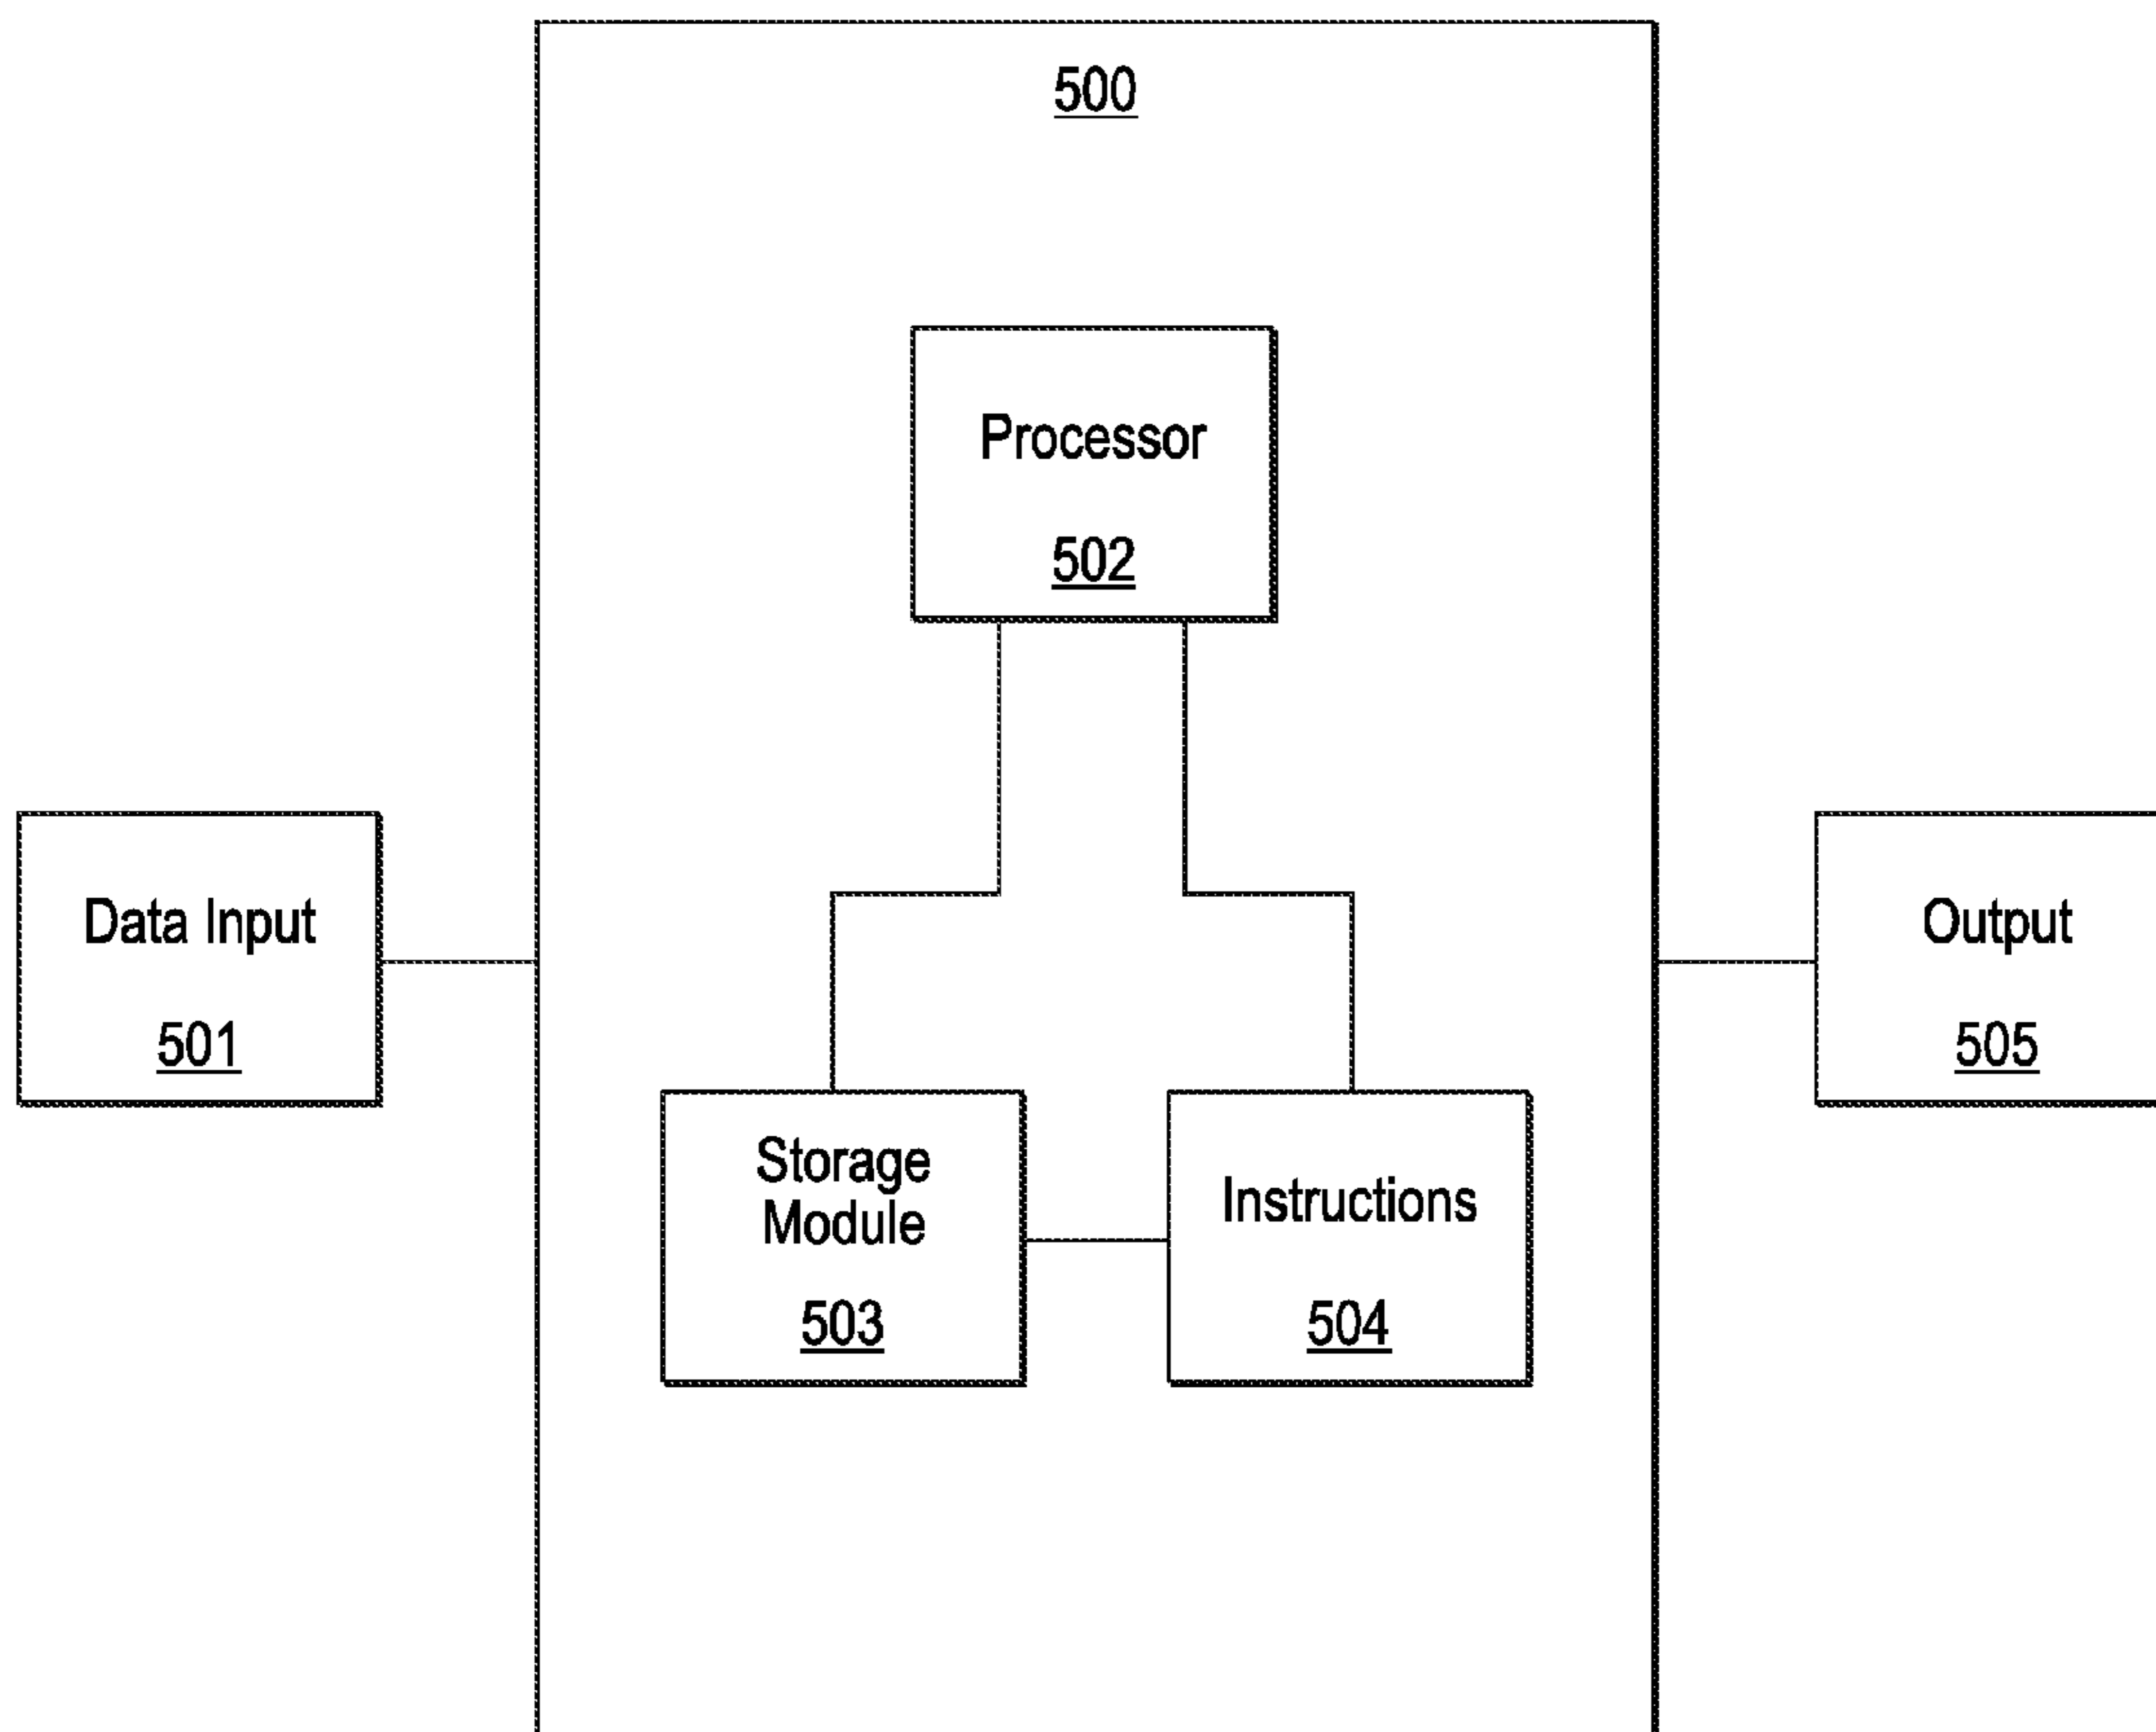 500
Processor
502
Data Input
501
Output
505
Storage
Module
503
Instructions
504